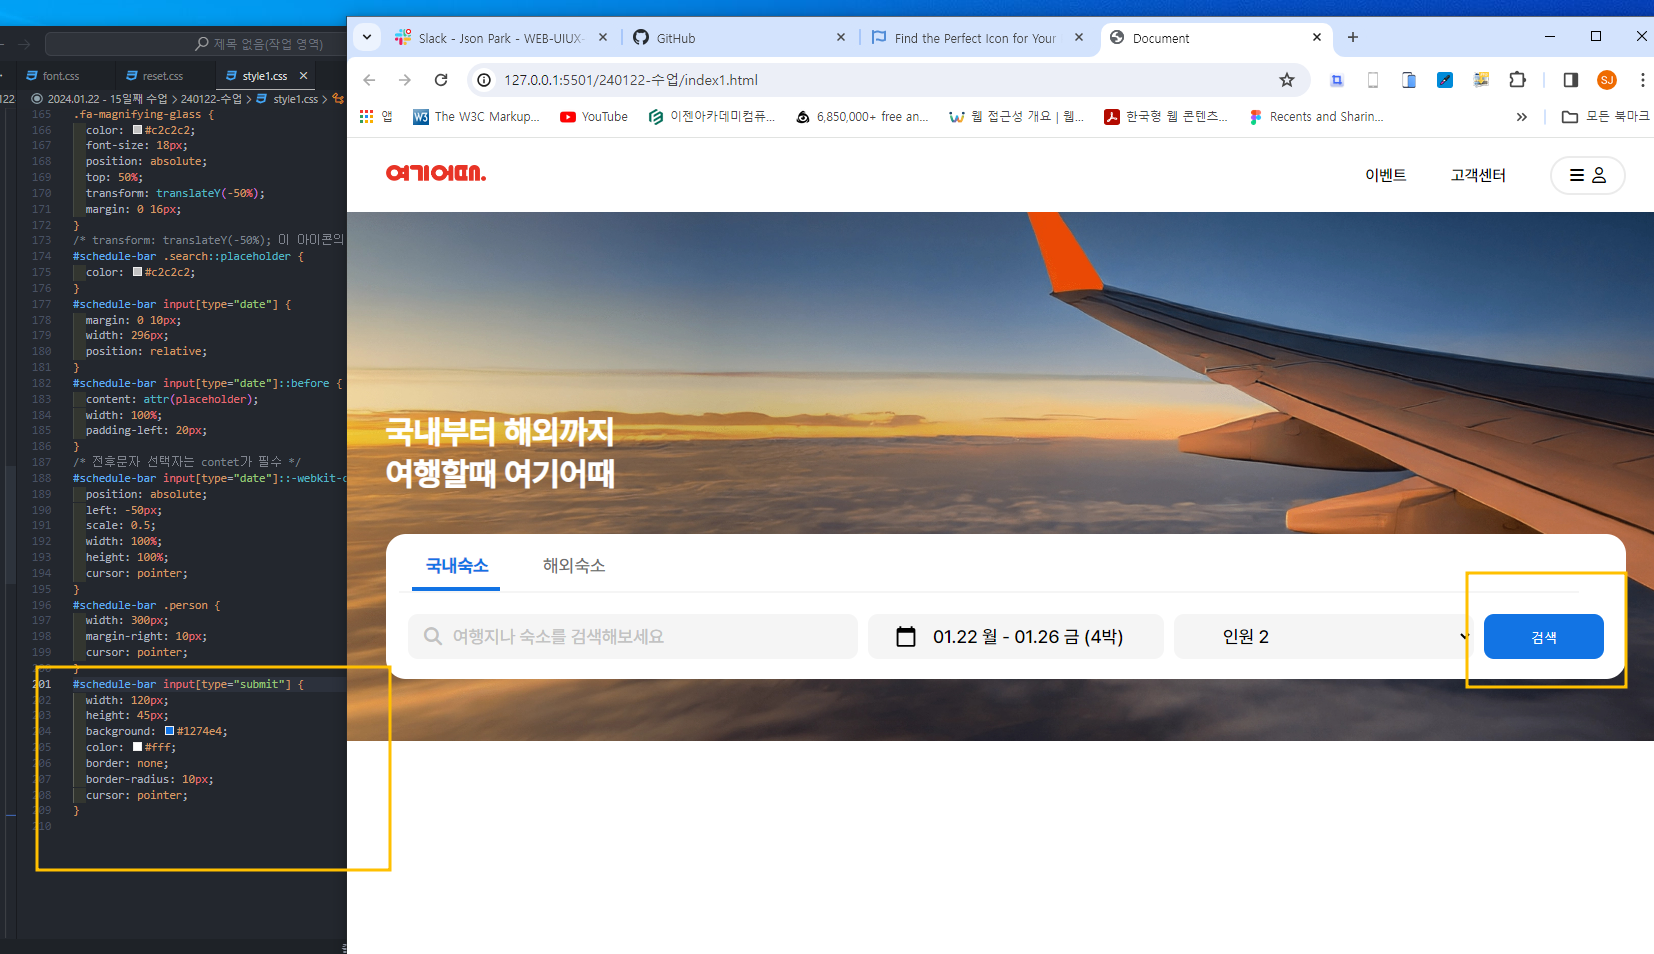 제목 없음(작업 영역)
font.css
reset.css
style1.css
122
2024.01.22 - 15일째 수업 > 240122-수업 > style1.css >
165 .fa-magnifying-glass {
166 color: #c2c2c2;
167 font-size: 18px;
168 position: absolute;
169 top: 50%;
170 transform: translateY(-50%);
171 margin: 0 16px;
172 }
173 /* transform: translateY(-50%); 이 아이콘의
174 #schedule-bar .search::placeholder {
175 color: #c2c2c2;
176 }
177 #schedule-bar input[type="date"] {
178 margin: 0 10px;
179 width: 296px;
180 position: relative;
181 }
182 #schedule-bar input[type="date"]::before {
183 content: attr(placeholder);
184 width: 100%;
185 padding-left: 20px;
186 }
187 /* 전후문자 선택자는 contet가 필수 */
188 #schedule-bar input[type="date"]::-webkit-c
189 position: absolute;
190 left: -50px;
191 scale: 0.5;
192 width: 100%;
193 height: 100%;
194 cursor: pointer;
195 }
196 #schedule-bar .person {
197 width: 300px;
198 margin-right: 10px;
199 cursor: pointer;
200 }
201 #schedule-bar input[type="submit"] {
202 width: 120px;
203 height: 45px;
204 background: #1274e4;
205 color: #fff;
206 border: none;
207 border-radius: 10px;
208 cursor: pointer;
209 }
210
Slack - Json Park - WEB-UIUX-
GitHub
Find the Perfect Icon for Your
Document
127.0.0.1:5501/240122-수업/index1.html
SJ
앱
W3 The W3C Markup...
YouTube
이젠아카데미컴퓨...
6,850,000+ free an...
웹 접근성 개요 | 웹...
한국형 웹 콘텐츠...
Recents and Sharin...
»
모든 북마크
여기어때.
이벤트
고객센터
국내부터 해외까지
여행할때 여기어때
국내숙소
해외숙소
여행지나 숙소를 검색해보세요
01.22 월 - 01.26 금 (4박)
인원 2
검색